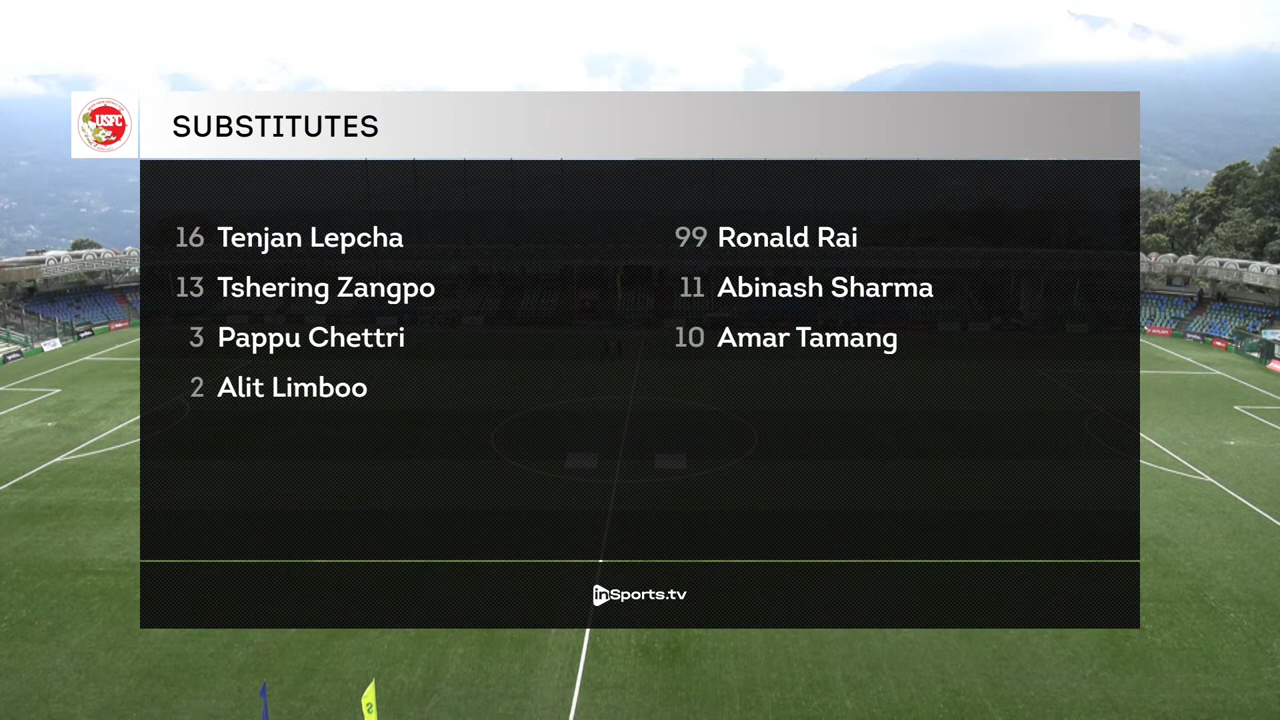 USFC
SUBSTITUTES
16 Tenjan Lepcha
13 Tshering Zangpo
3 Pappu Chettri
2 Alit Limboo
99 Ronald Rai
11 Abinash Sharma
10 Amar Tamang
inSports.tv